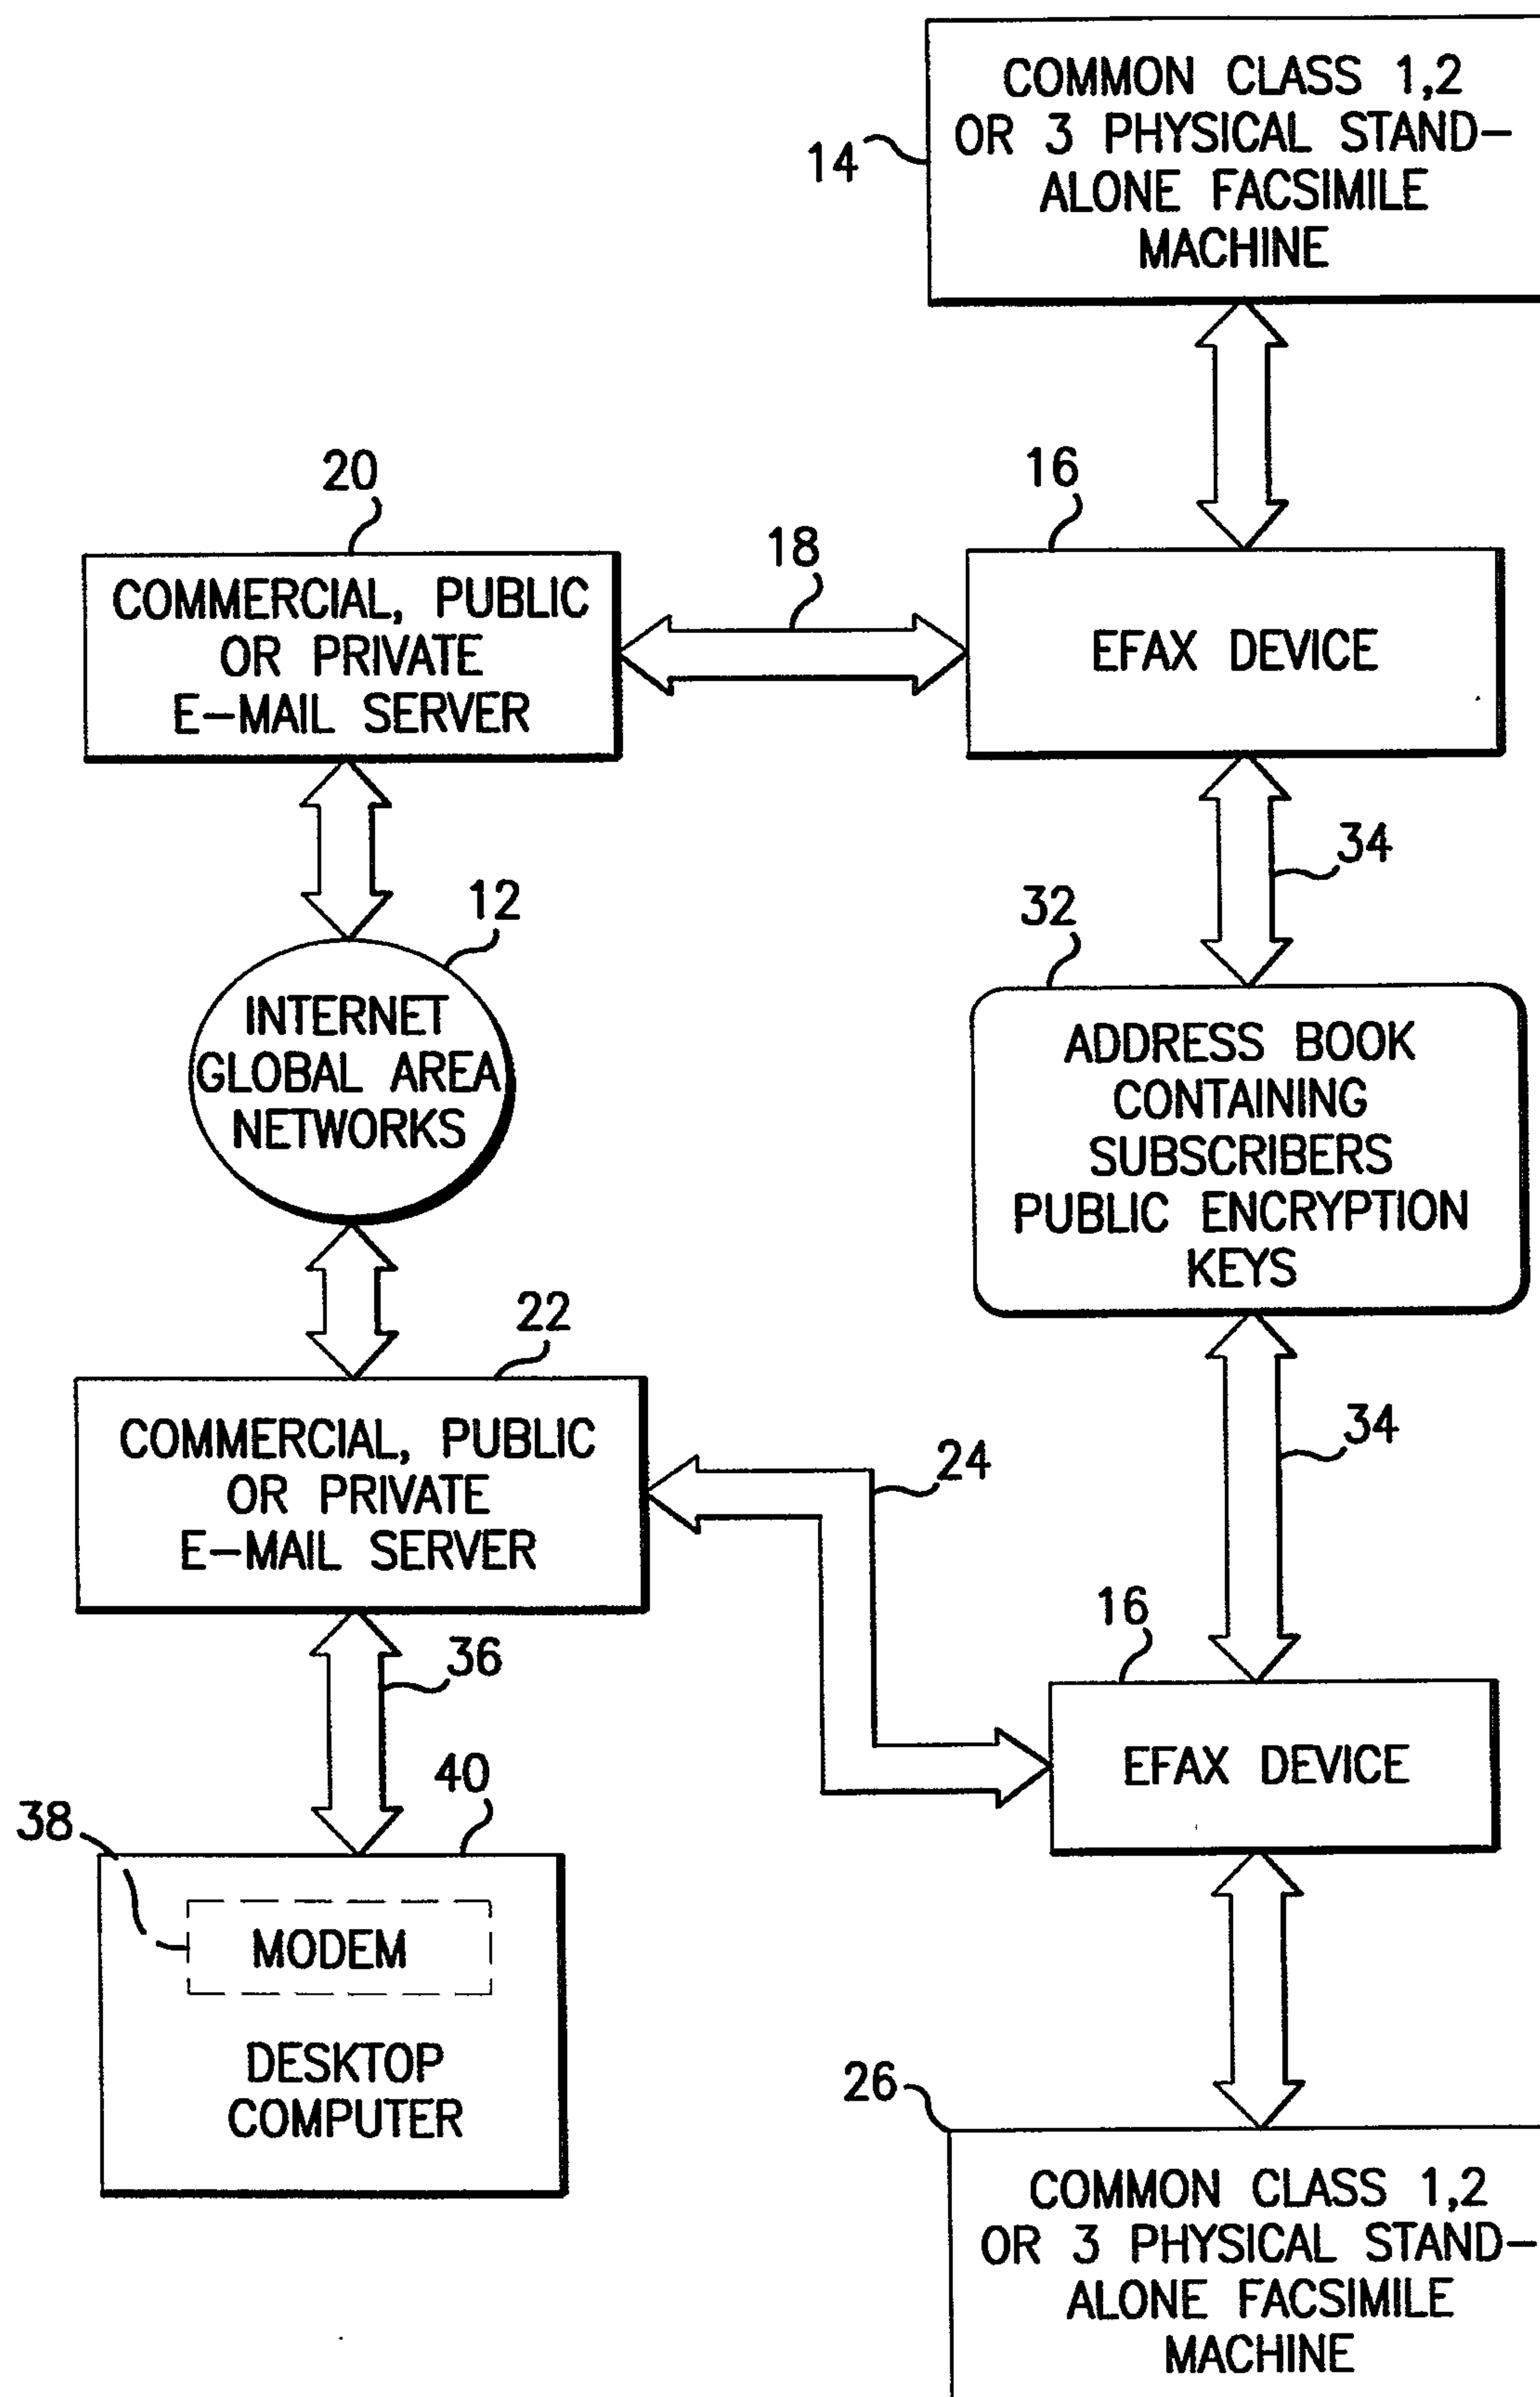 COMMON CLASS 1,2
OR 3 PHYSICAL STAND-
ALONE FACSIMILE
MACHINE
14
20
18
16
COMMERCIAL, PUBLIC
OR PRIVATE
E-MAIL SERVER
EFAX DEVICE
34
12
32
INTERNET
GLOBAL AREA
NETWORKS
ADDRESS BOOK
CONTAINING
SUBSCRIBERS
PUBLIC ENCRYPTION
KEYS
22
34
COMMERCIAL, PUBLIC
OR PRIVATE
E-MAIL SERVER
24
36
16
EFAX DEVICE
38
40
MODEM
DESKTOP
COMPUTER
26
COMMON CLASS 1,2
OR 3 PHYSICAL STAND-
ALONE FACSIMILE
MACHINE